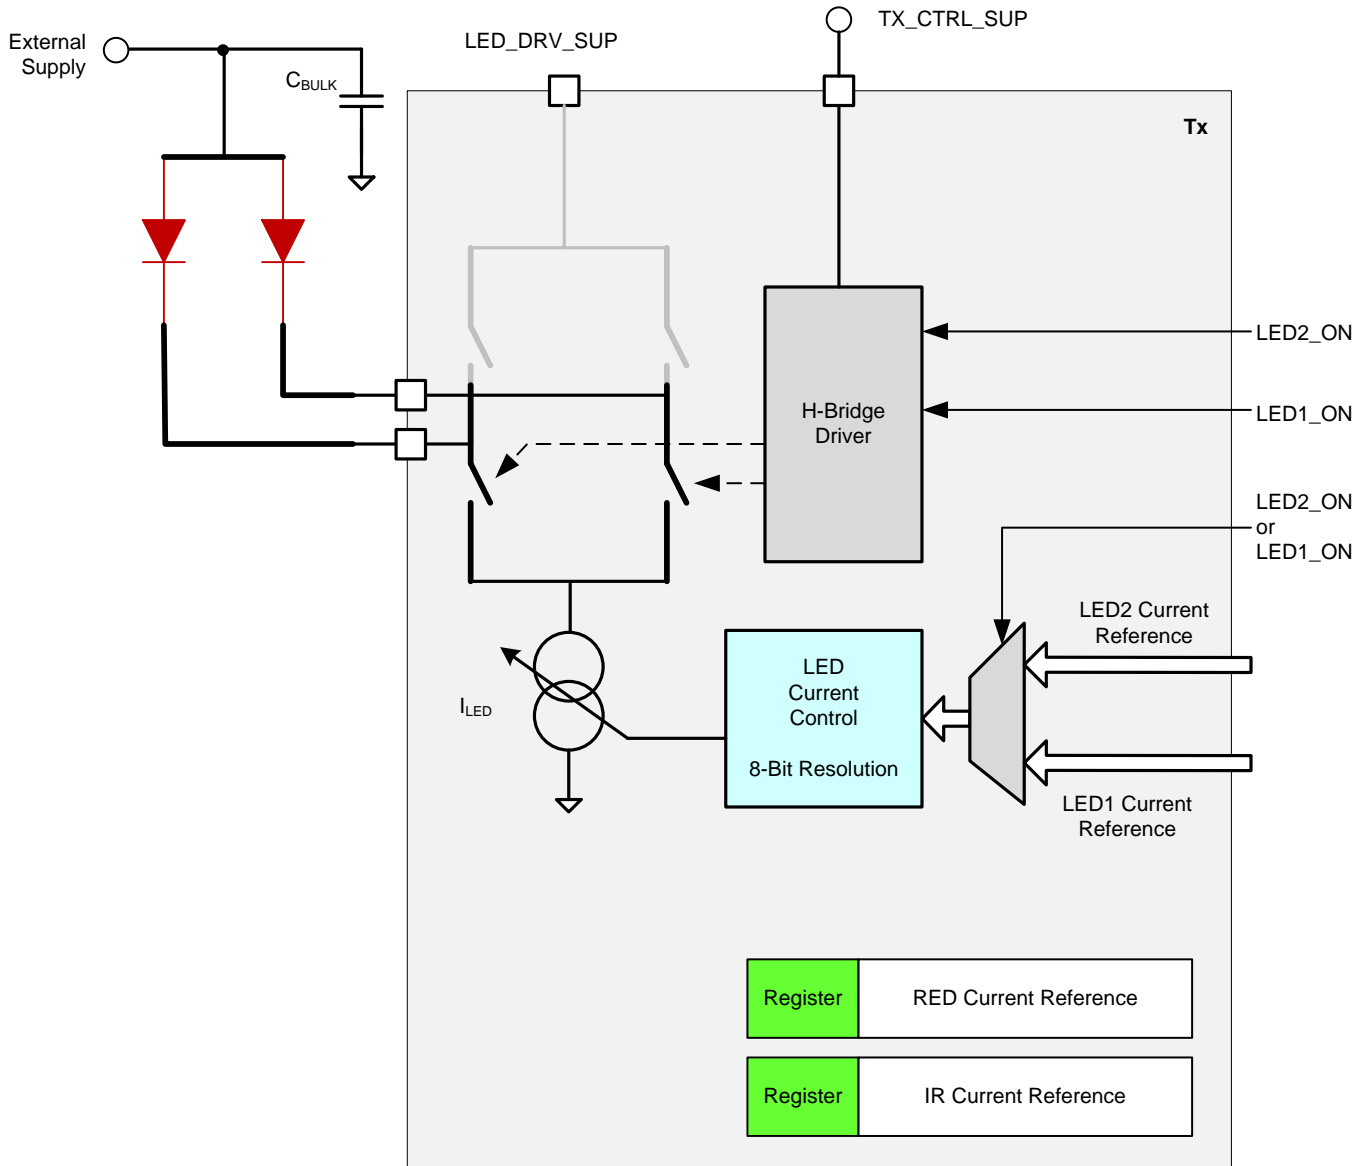 TX_CTRL_SUP
External
Supply
LED_DRV_SUP
CBULK
Tx
LED2_ON
H-Bridge
Driver
LED1_ON
LED2_ON
or
LED1_ON
LED2 Current
Reference
LED
Current
Control
8-Bit Resolution
ILED
LED1 Current
Reference
Register
RED Current Reference
Register
IR Current Reference